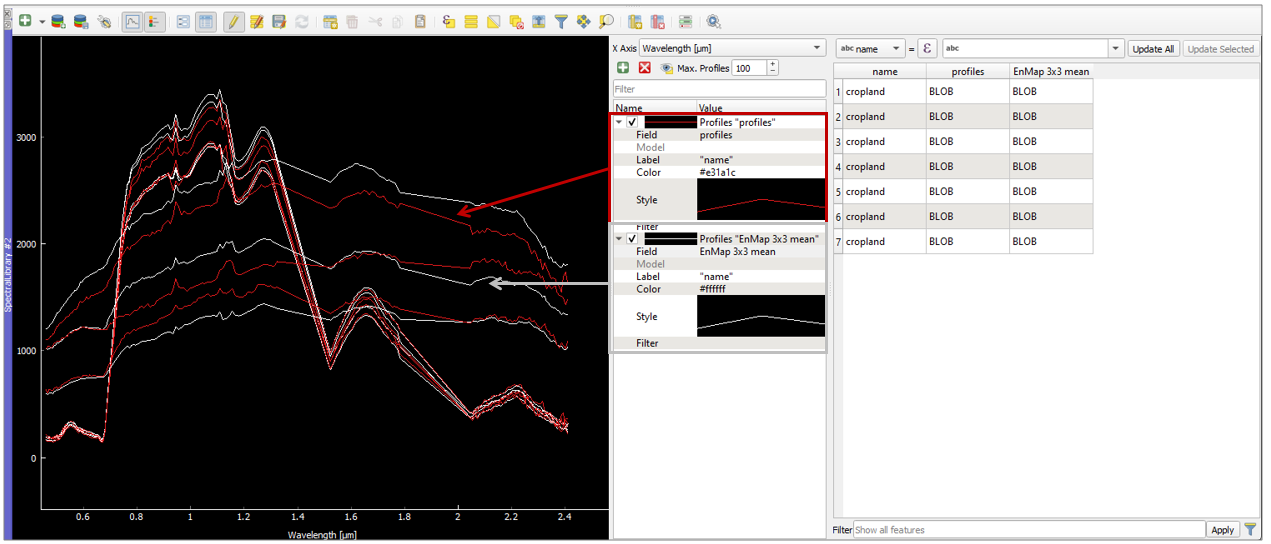 SpectralLibrary #2
3000
2000
1000
0
0.6 0.8 1 1.2 1.4 1.6 1.8 2 2.2 2.4
Wavelength [µm]
X Axis Wavelength [µm]
Max. Profiles 100
Filter
Name Value
Profiles "profiles"
Field profiles
Model
Label "name"
Color #e31a1c
Style
Filter
Profiles "EnMap 3x3 mean"
Field EnMap 3x3 mean
Model
Label "name"
Color #ffffff
Style
Filter
abc name = ε abc Update All Update Selected
name profiles EnMap 3x3 mean
1 cropland BLOB BLOB
2 cropland BLOB BLOB
3 cropland BLOB BLOB
4 cropland BLOB BLOB
5 cropland BLOB BLOB
6 cropland BLOB BLOB
7 cropland BLOB BLOB
Filter Show all features Apply